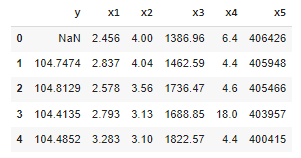 y x1 x2 x3 x4 x5
0 NaN 2.456 4.00 1386.96 6.4 406426
1 104.7474 2.837 4.04 1462.59 4.4 405948
2 104.8129 2.578 3.56 1736.47 4.6 405466
3 104.4135 2.793 3.13 1688.85 18.0 403957
4 104.4852 3.283 3.10 1822.57 4.4 400415